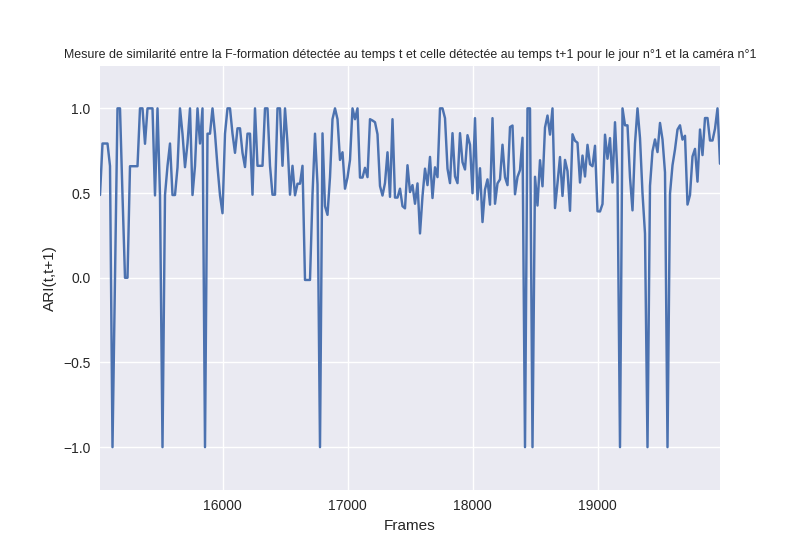 Mesure de similarité entre la F-formation détectée au temps t et celle détectée au temps t+1 pour le jour n°1 et la caméra n°1
1.0
0.5
0.0
−0.5
−1.0
ARI(t,t+1)
16000 17000 18000 19000
Frames